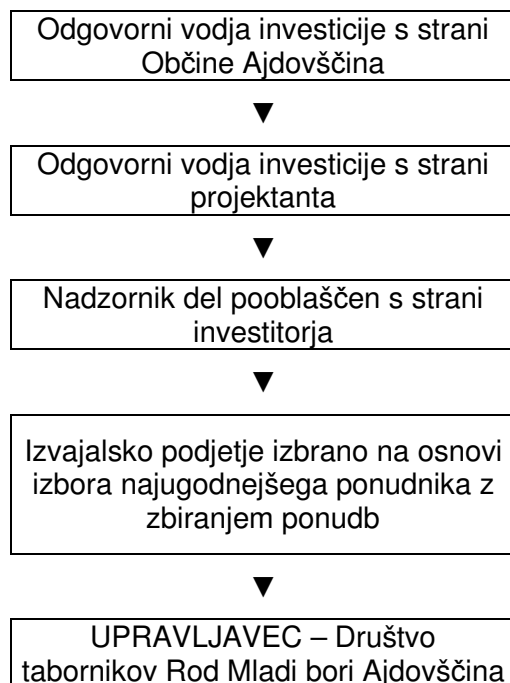 Odgovorni vodja investicije s strani
Občine Ajdovščina
▼
Odgovorni vodja investicije s strani
projektanta
▼
Nadzornik del pooblaščen s strani
investitorja
▼
Izvajalsko podjetje izbrano na osnovi
izbora najugodnejšega ponudnika z
zbiranjem ponudb
▼
UPRAVLJAVEC – Društvo
tabornikov Rod Mladi bori Ajdovščina